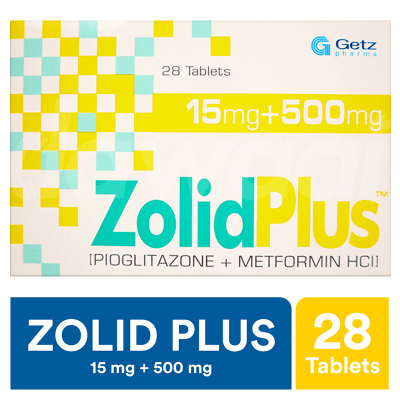 Getz
pharma
28 Tablets
15mg+500mg
ZolidPlus™
[PIOGLITAZONE + METFORMIN HCl]
ZOLID PLUS
15 mg + 500 mg
28
Tablets